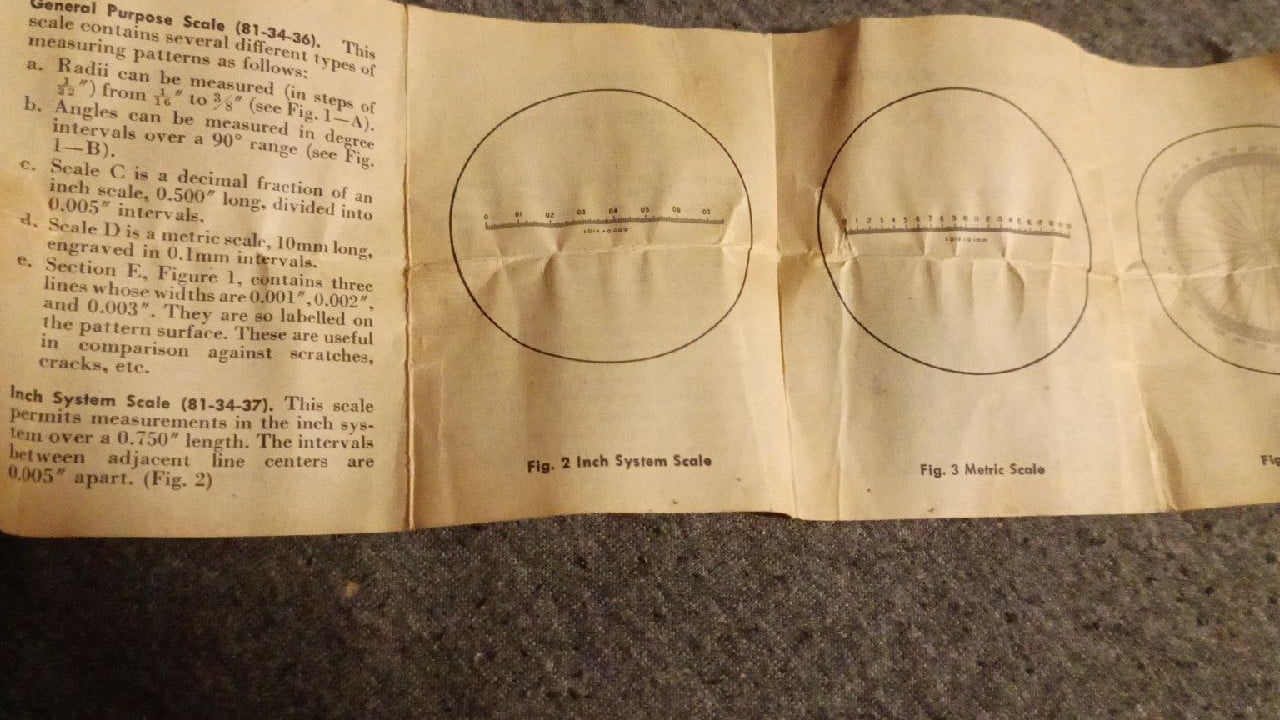 General Purpose Scale (81-34-36). This
scale contains several different types of
measuring patterns as follows:
a. Radii can be measured (in steps of
1/32") from 1/16" to 3/8" (see Fig. 1—A).
b. Angles can be measured in degree
intervals over a 90° range (see Fig.
1—B).
c. Scale C is a decimal fraction of an
inch scale, 0.500" long, divided into
0.005" intervals.
d. Scale D is a metric scale, 10mm long,
engraved in 0.1mm intervals.
e. Section E, Figure 1, contains three
lines whose widths are 0.001", 0.002",
and 0.003". They are so labelled on
the pattern surface. These are useful
in comparison against scratches,
cracks, etc.
Inch System Scale (81-34-37). This scale
permits measurements in the inch sys-
tem over a 0.750" length. The intervals
between adjacent line centers are
0.005" apart. (Fig. 2)
Fig. 2 Inch System Scale
Fig. 3 Metric Scale